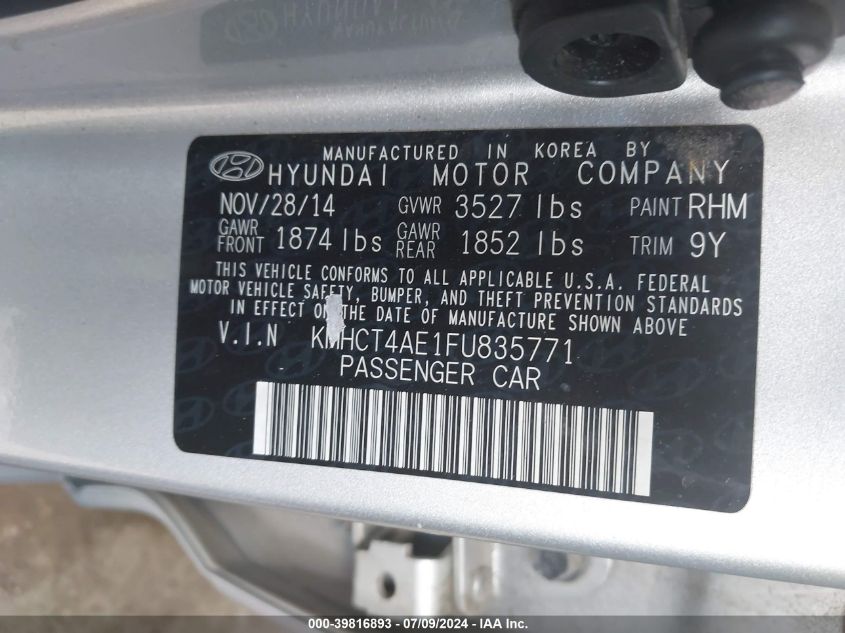 MANUFACTURED IN KOREA BY
HYUNDAI MOTOR COMPANY
NOV/28/14 GVWR 3527 lbs PAINT RHM
GAWR FRONT 1874 lbs GAWR REAR 1852 lbs TRIM 9Y
THIS VEHICLE CONFORMS TO ALL APPLICABLE U.S.A. FEDERAL
MOTOR VEHICLE SAFETY, BUMPER, AND THEFT PREVENTION STANDARDS
IN EFFECT ON THE DATE OF MANUFACTURE SHOWN ABOVE
V.I.N KMHCT4AE1FU835771
PASSENGER CAR
000-39816893 - 07/09/2024 - IAA Inc.